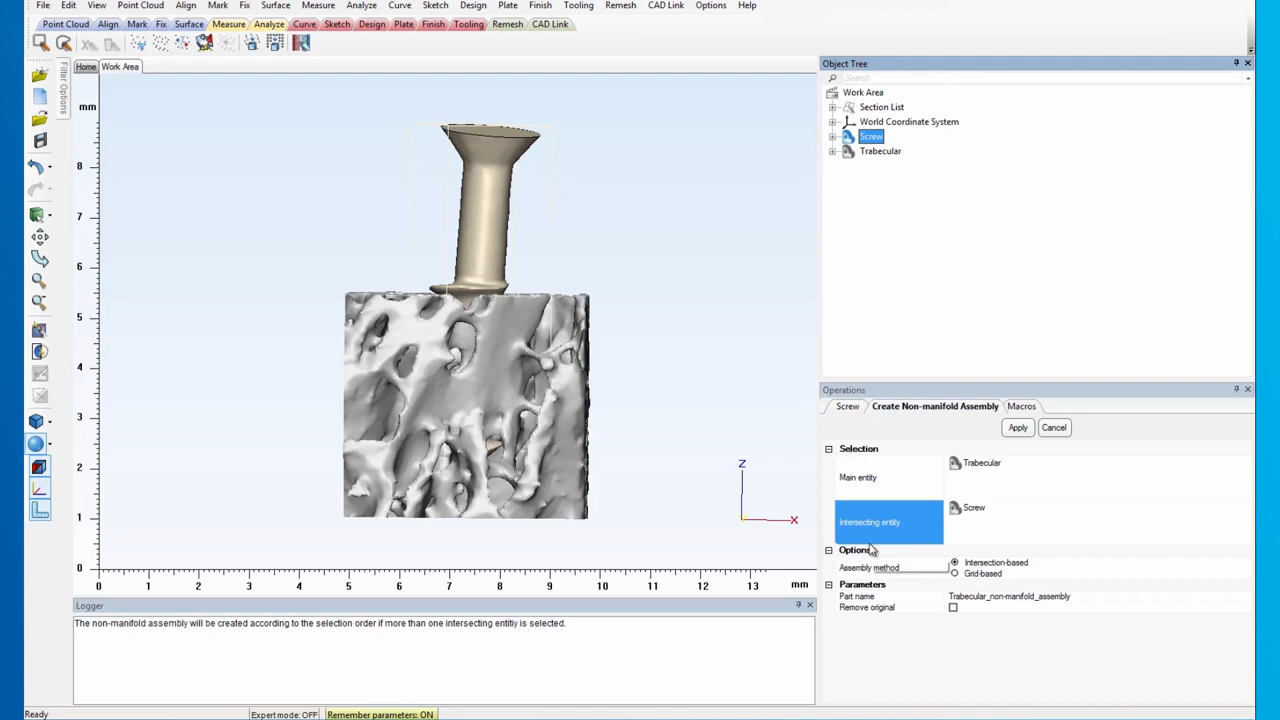 File Edit View Point Cloud Align Mark Fix Surface Measure Analyze Curve Sketch Design Plate Finish Tooling Remesh CAD Link Options Help
Point Cloud Align Mark Fix Surface Measure Analyze Curve Sketch Design Plate Finish Tooling Remesh CAD Link
Home Work Area
Filter Options
mm
8
7
6
5
4
3
2
1
0
0 1 2 3 4 5 6 7 8 9 10 11 12 13 mm
Z
X
Logger
The non-manifold assembly will be created according to the selection order if more than one intersecting entitiy is selected.
Object Tree
Search
Work Area
Section List
World Coordinate System
Screw
Trabecular
Operations
Screw Create Non-manifold Assembly Macros
Apply Cancel
Selection
Main entity Trabecular
Intersecting entity Screw
Options
Assembly method Intersection-based
Grid-based
Parameters
Part name Trabecular_non-manifold_assembly
Remove original
Ready Expert mode: OFF Remember parameters: ON